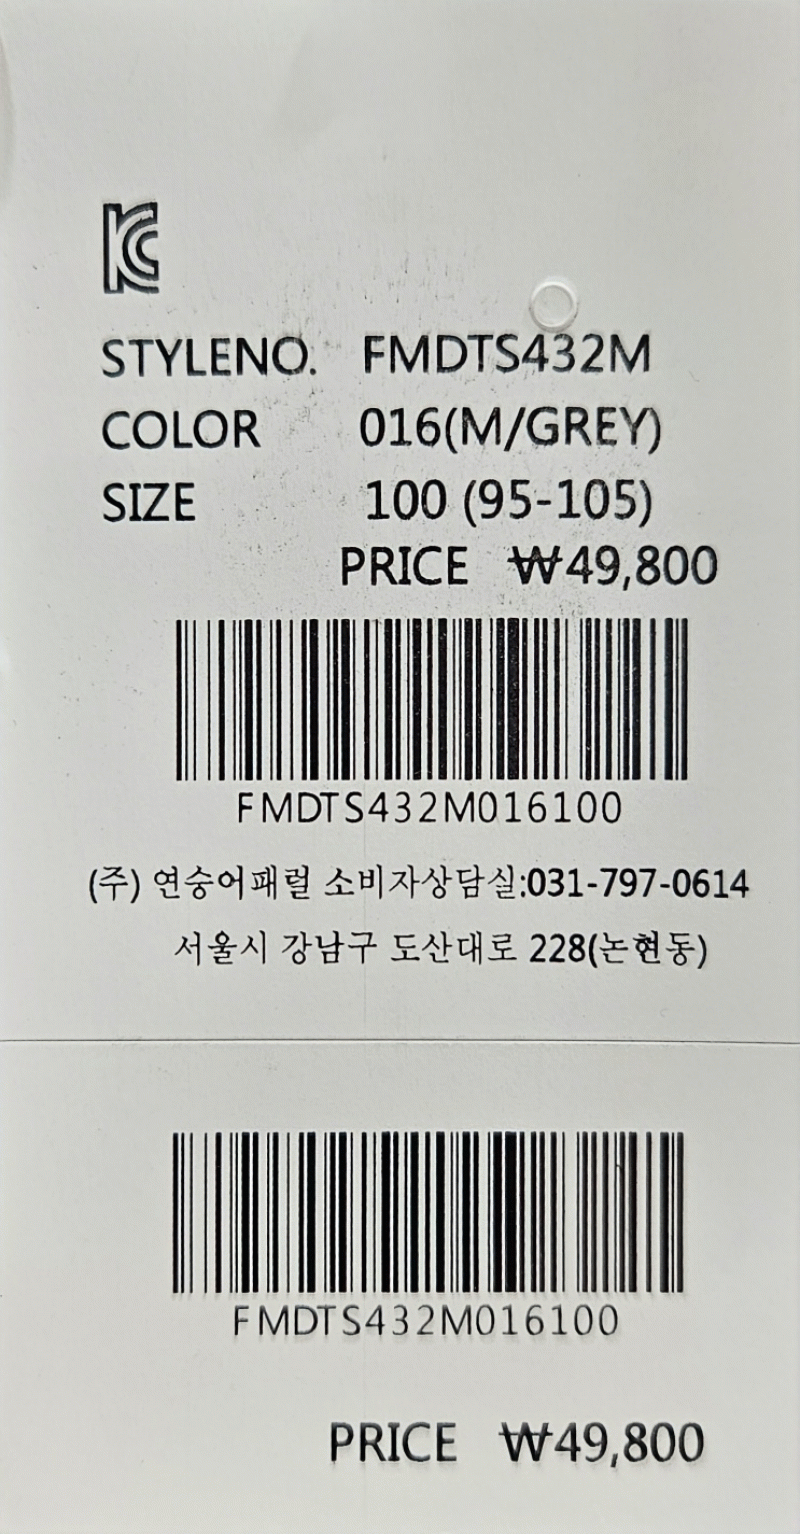 KC
STYLENO. FMDTS432M
COLOR 016(M/GREY)
SIZE 100 (95-105)
PRICE ₩49,800
FMDTS432M016100
(주) 연승어패럴 소비자상담실:031-797-0614
서울시 강남구 도산대로 228(논현동)
FMDTS432M016100
PRICE ₩49,800